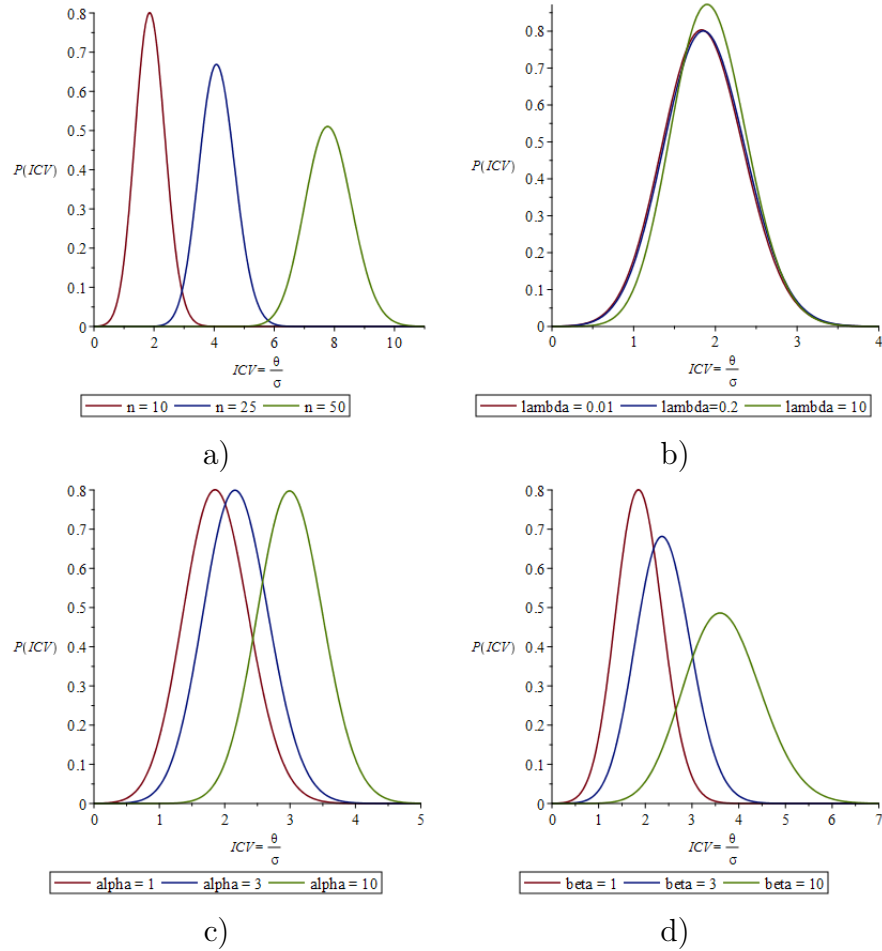 0.8
0.7
0.6
0.5
P(ICV)
0.4
0.3
0.2
0.1
0
0 2 4 6 8 10
ICV = θ/σ
n = 10 n = 25 n = 50
a)
0.8
0.7
0.6
0.5
P(ICV)
0.4
0.3
0.2
0.1
0
0 1 2 3 4
ICV = θ/σ
lambda = 0.01 lambda=0.2 lambda = 10
b)
0.8
0.7
0.6
0.5
P(ICV)
0.4
0.3
0.2
0.1
0
0 1 2 3 4 5
ICV = θ/σ
alpha = 1 alpha = 3 alpha = 10
c)
0.8
0.7
0.6
0.5
P(ICV)
0.4
0.3
0.2
0.1
0
0 1 2 3 4 5 6 7
ICV = θ/σ
beta = 1 beta = 3 beta = 10
d)